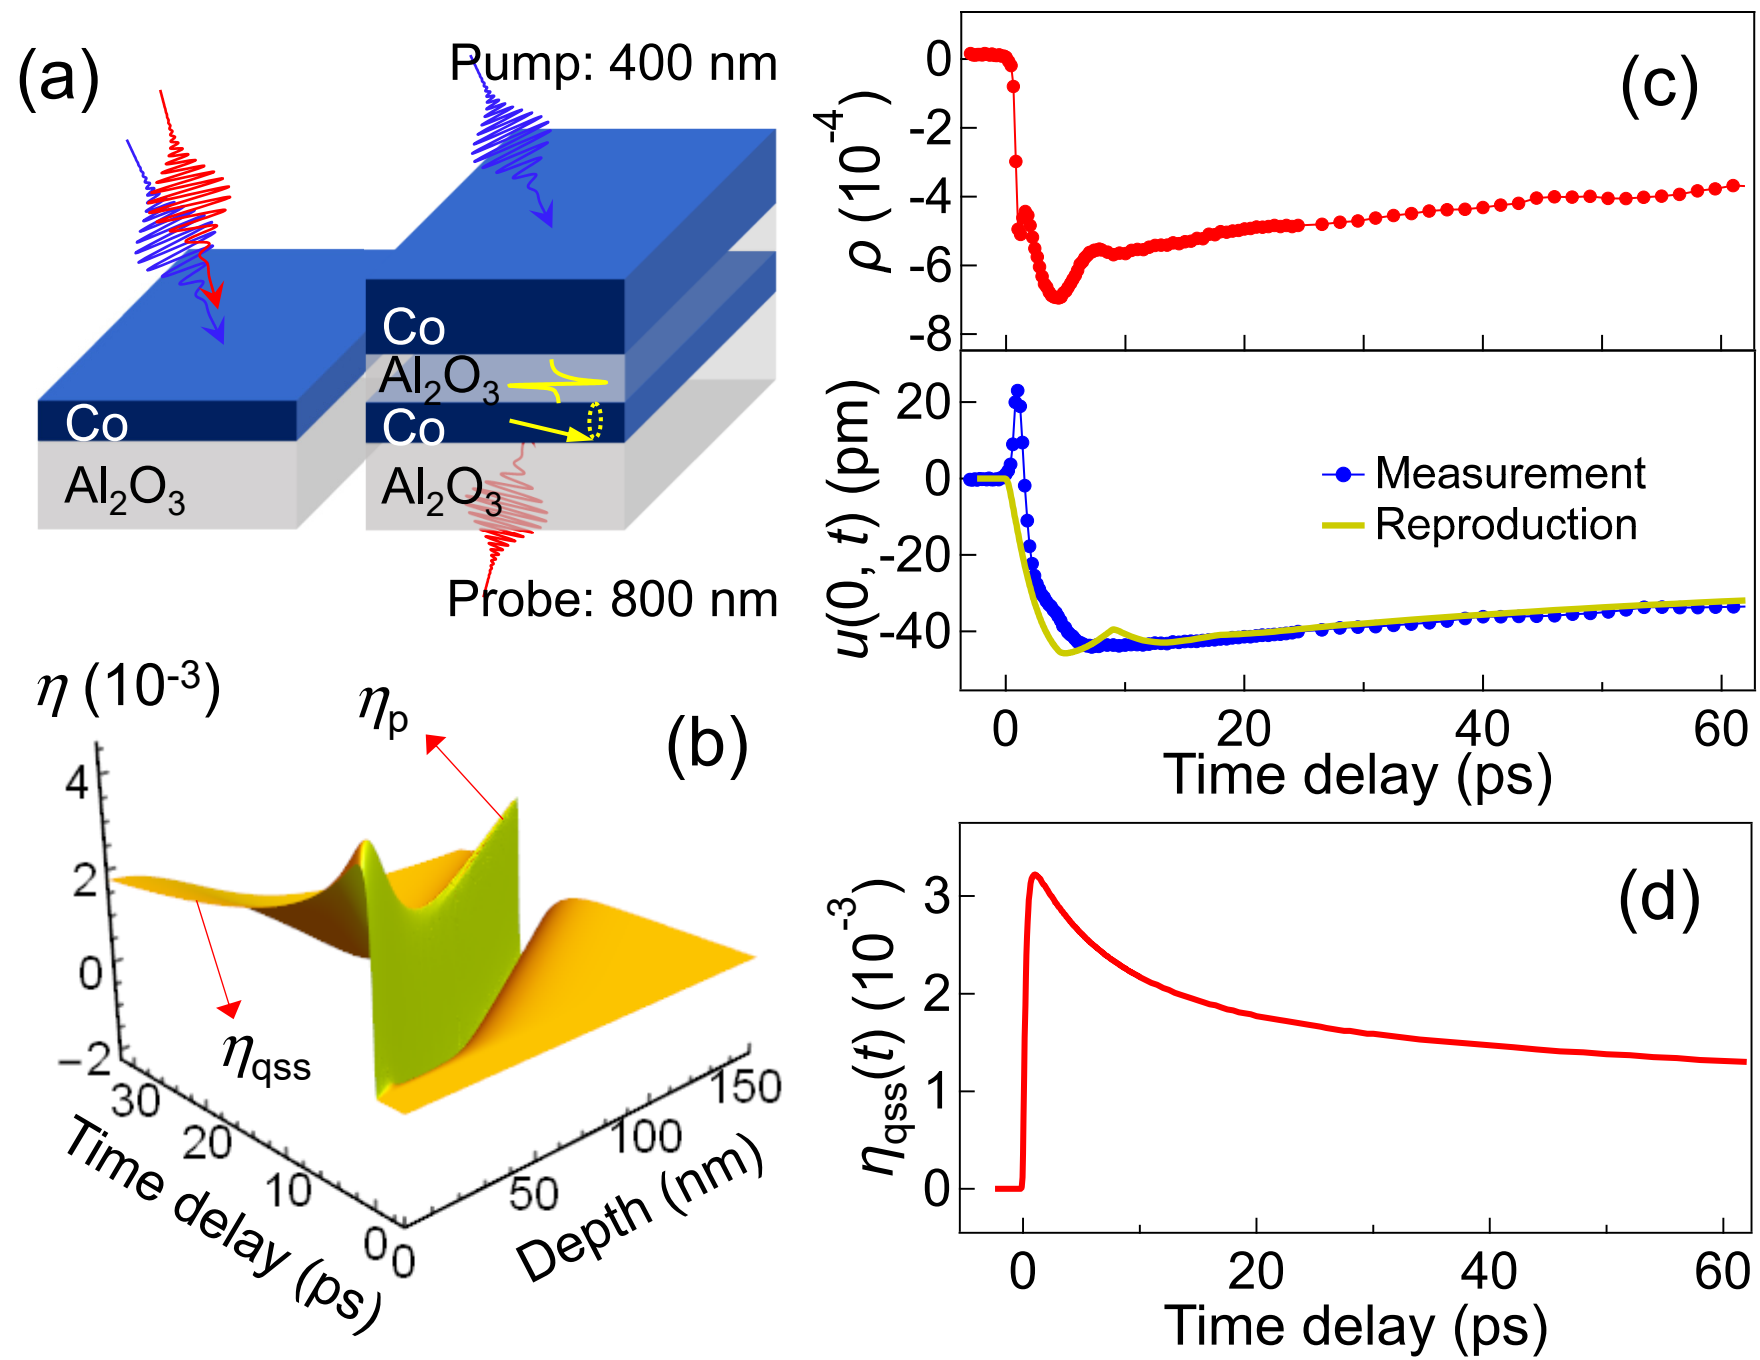 (a)
Pump: 400 nm
Co
Al2O3
Co
Al2O3
Co
Al2O3
Probe: 800 nm
η (10-3)
ηp
(b)
4
2
0
−2
ηqss
30
20
10
0
Time delay (ps)
0
50
100
150
Depth (nm)
(c)
ρ (10-4)
0
-2
-4
-6
-8
u(0, t) (pm)
20
0
-20
-40
Measurement
Reproduction
0
20
40
60
Time delay (ps)
(d)
ηqss(t) (10-3)
3
2
1
0
0
20
40
60
Time delay (ps)